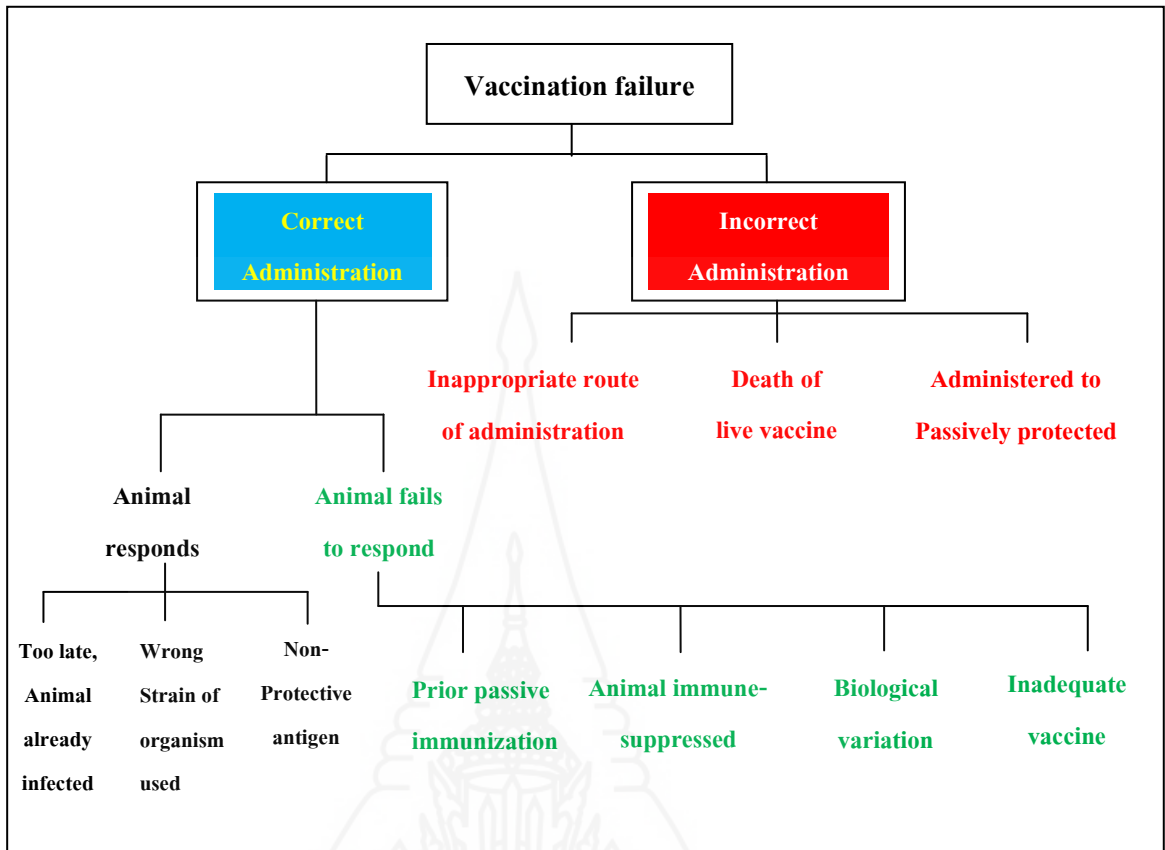 Vaccination failure
Correct
Administration
Incorrect
Administration
Inappropriate route
of administration
Death of
live vaccine
Administered to
Passively protected
Animal
responds
Animal fails
to respond
Too late,
Animal
already
infected
Wrong
Strain of
organism
used
Non-
Protective
antigen
Prior passive
immunization
Animal immune-
suppressed
Biological
variation
Inadequate
vaccine